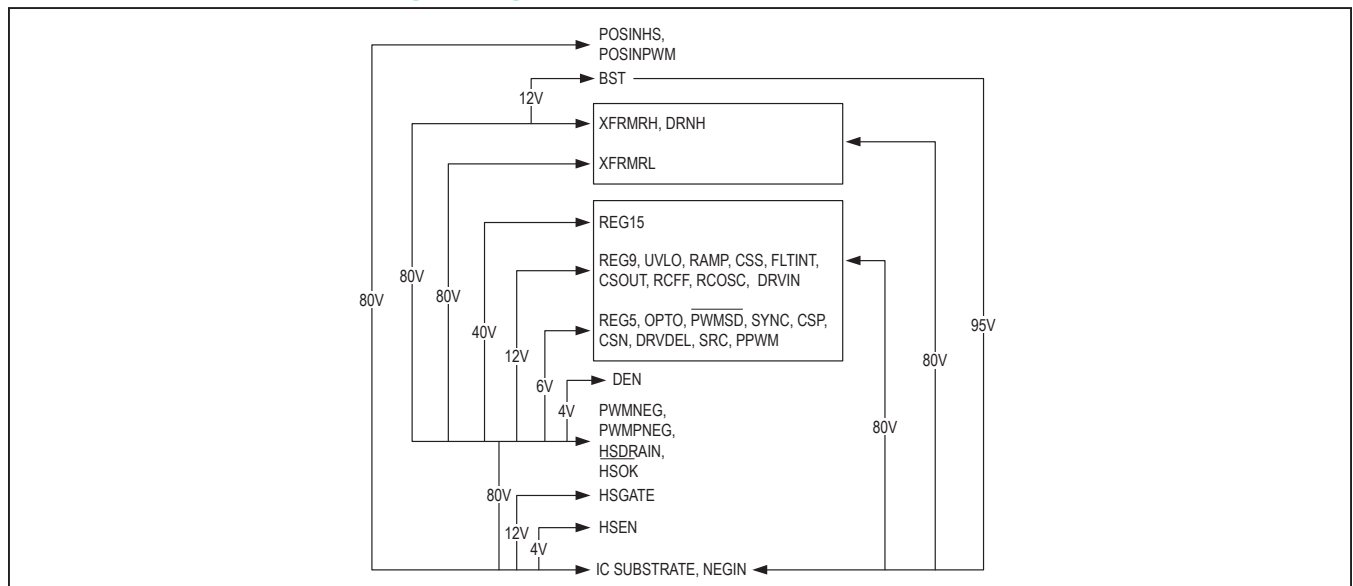 POSINHS,
POSINPWM
BST
12V
XFRMRH, DRNH
XFRMRL
REG15
REG9, UVLO, RAMP, CSS, FLTINT,
CSOUT, RCFF, RCOSC, DRVIN
REG5, OPTO, PWMSD, SYNC, CSP,
CSN, DRVDEL, SRC, PPWM
80V
80V
80V
40V
12V
6V
4V
DEN
PWMNEG,
PWMPNEG,
HSDRAIN,
HSOK
80V
HSGATE
12V
HSEN
4V
IC SUBSTRATE, NEGIN
80V
80V
95V